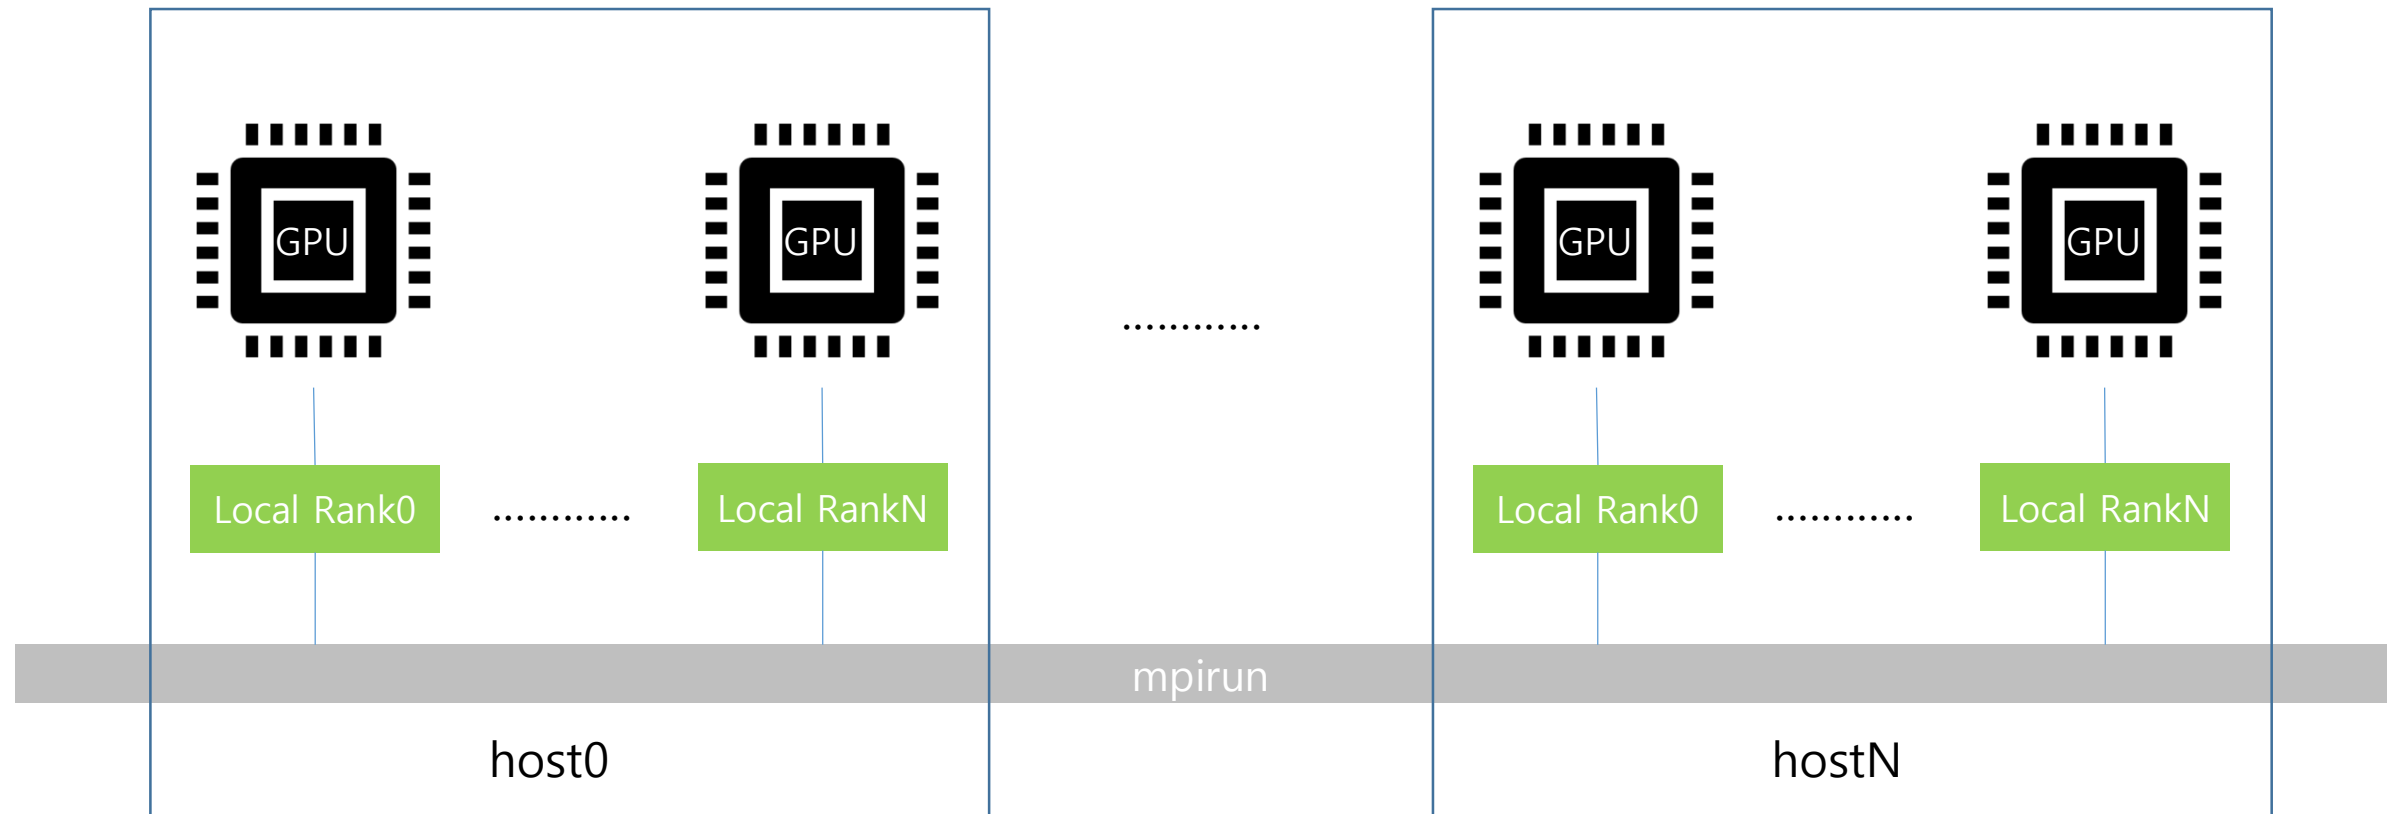 GPU GPU GPU GPU
............
Local Rank0 ............ Local RankN Local Rank0 ............ Local RankN
mpirun
host0 hostN